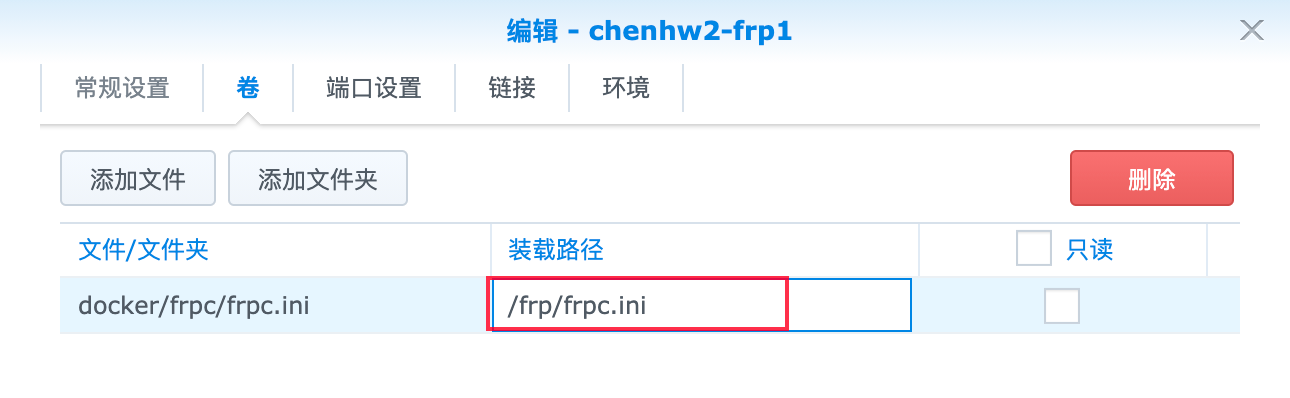 编辑 - chenhw2-frp1
常规设置 卷 端口设置 链接 环境
添加文件 添加文件夹 删除
文件/文件夹 装载路径 只读
docker/frpc/frpc.ini /frp/frpc.ini